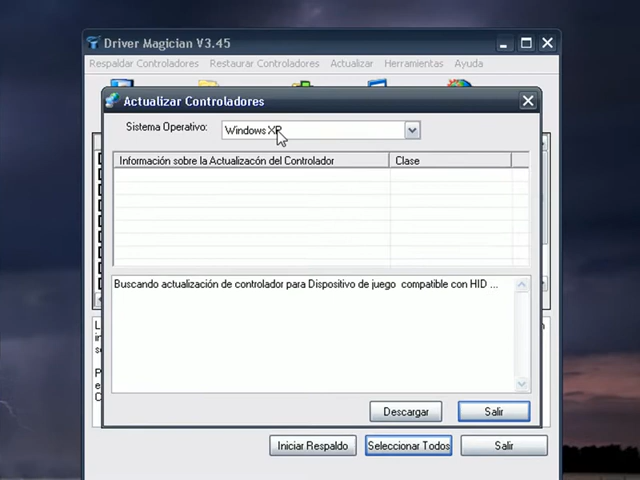 Driver Magician V3.45
Respaldar Controladores Restaurar Controladores Actualizar Herramientas Ayuda
Actualizar Controladores
Sistema Operativo: Windows XP
Información sobre la Actualizacón del Controlador Clase
Buscando actualización de controlador para Dispositivo de juego compatible con HID ...
Descargar Salir
Iniciar Respaldo Seleccionar Todos Salir